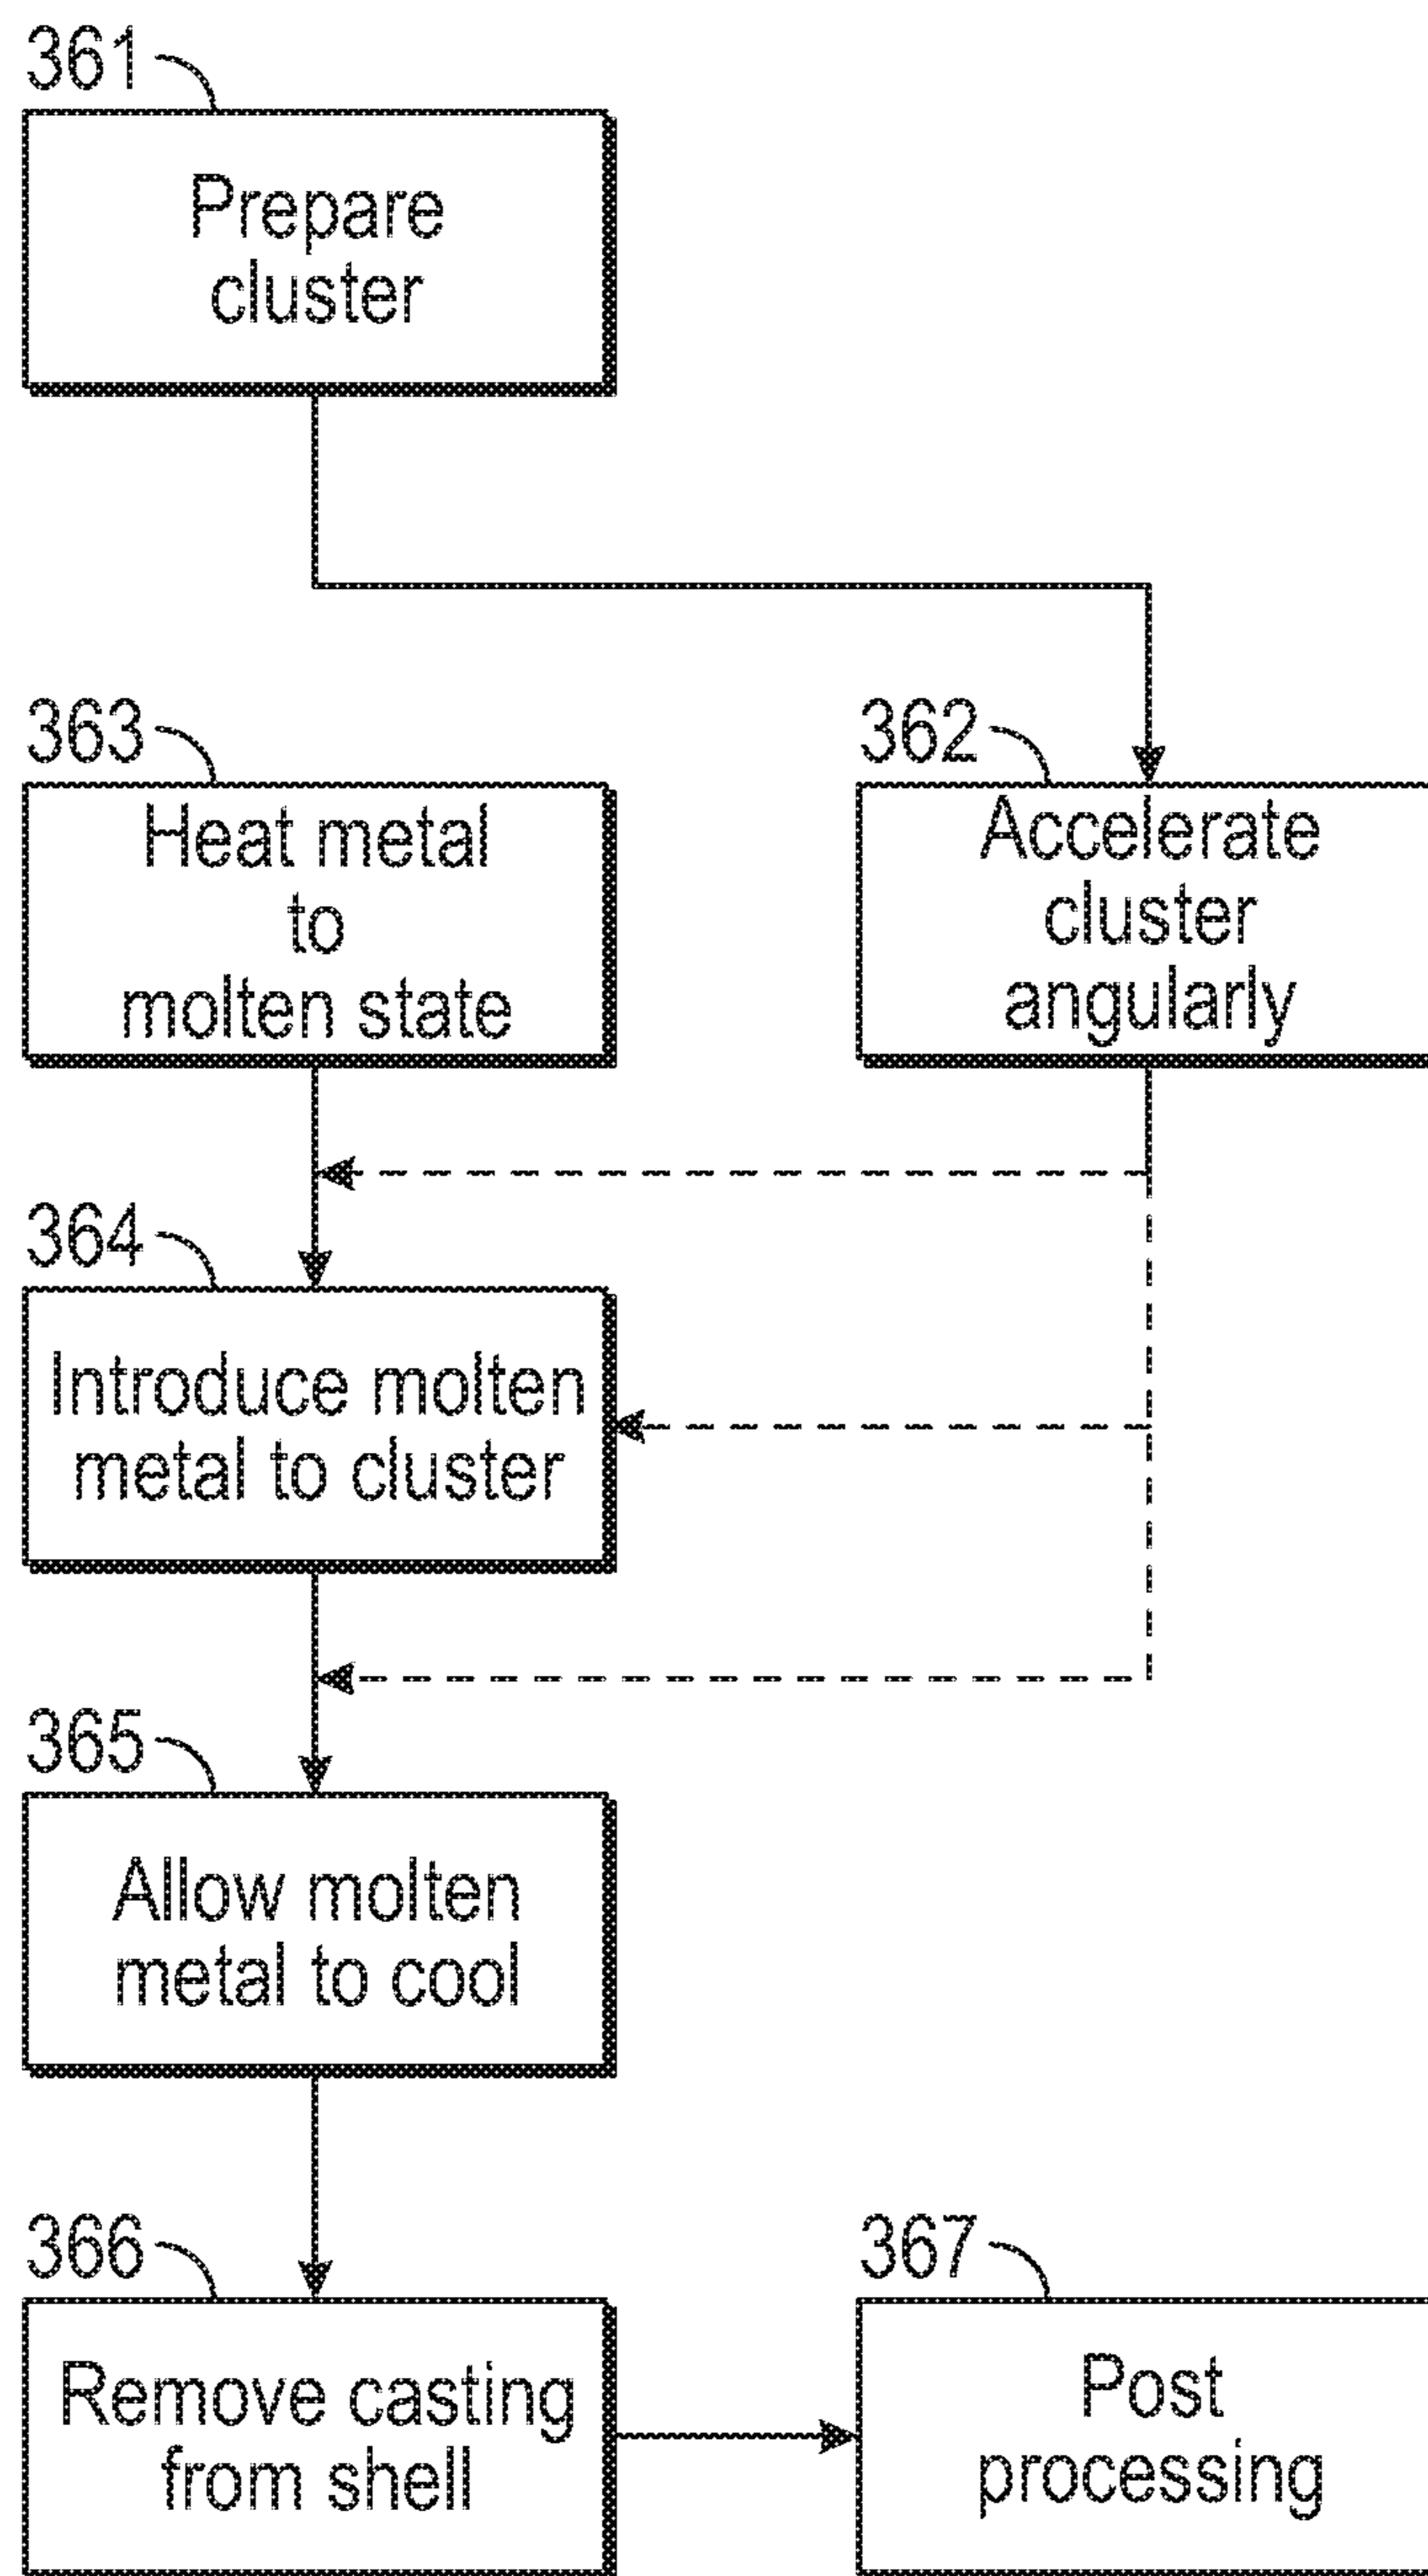 361
Prepare
cluster
363
Heat metal
to
molten state
362
Accelerate
cluster
angularly
364
Introduce molten
metal to cluster
365
Allow molten
metal to cool
366
Remove casting
from shell
367
Post
processing